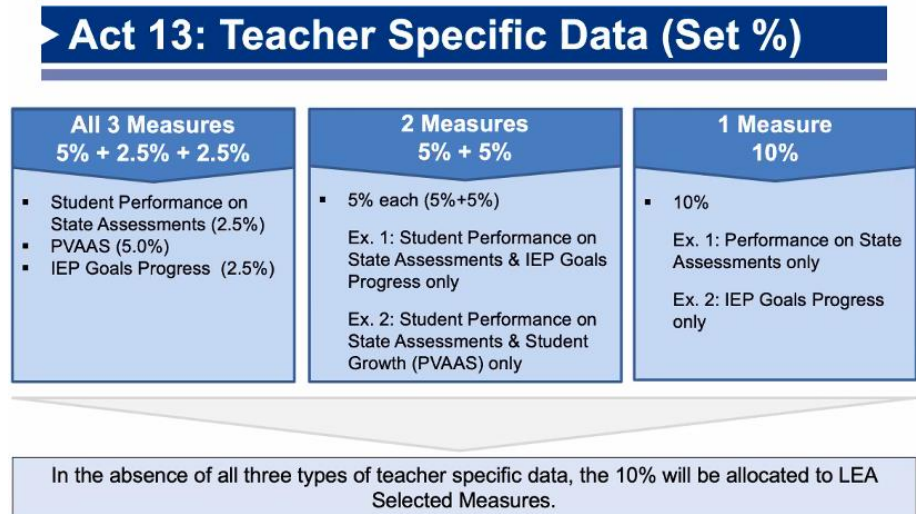 Act 13: Teacher Specific Data (Set %)
All 3 Measures
5% + 2.5% + 2.5%
▪ Student Performance on
State Assessments (2.5%)
▪ PVAAS (5.0%)
▪ IEP Goals Progress (2.5%)
2 Measures
5% + 5%
▪ 5% each (5%+5%)
Ex. 1: Student Performance on
State Assessments & IEP Goals
Progress only
Ex. 2: Student Performance on
State Assessments & Student
Growth (PVAAS) only
1 Measure
10%
▪ 10%
Ex. 1: Performance on State
Assessments only
Ex. 2: IEP Goals Progress
only
In the absence of all three types of teacher specific data, the 10% will be allocated to LEA
Selected Measures.